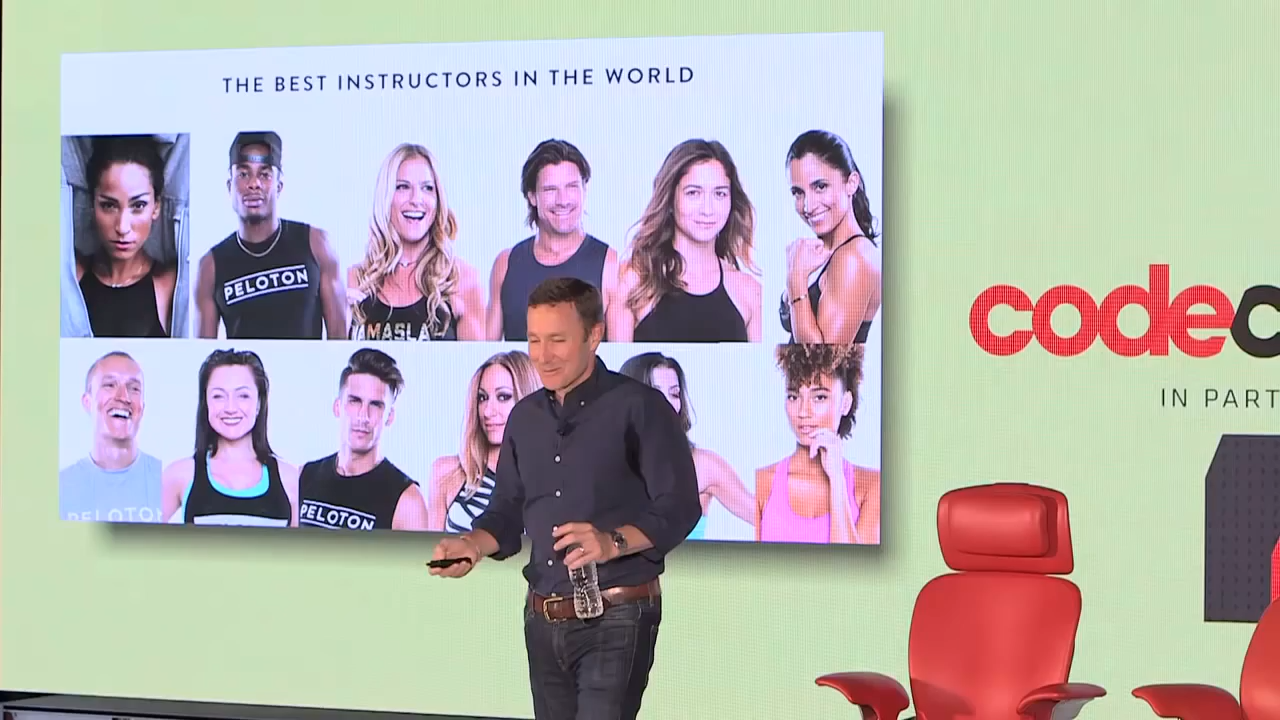 THE BEST INSTRUCTORS IN THE WORLD
PELOTON
PELOTON
PELOTON
code
IN PART